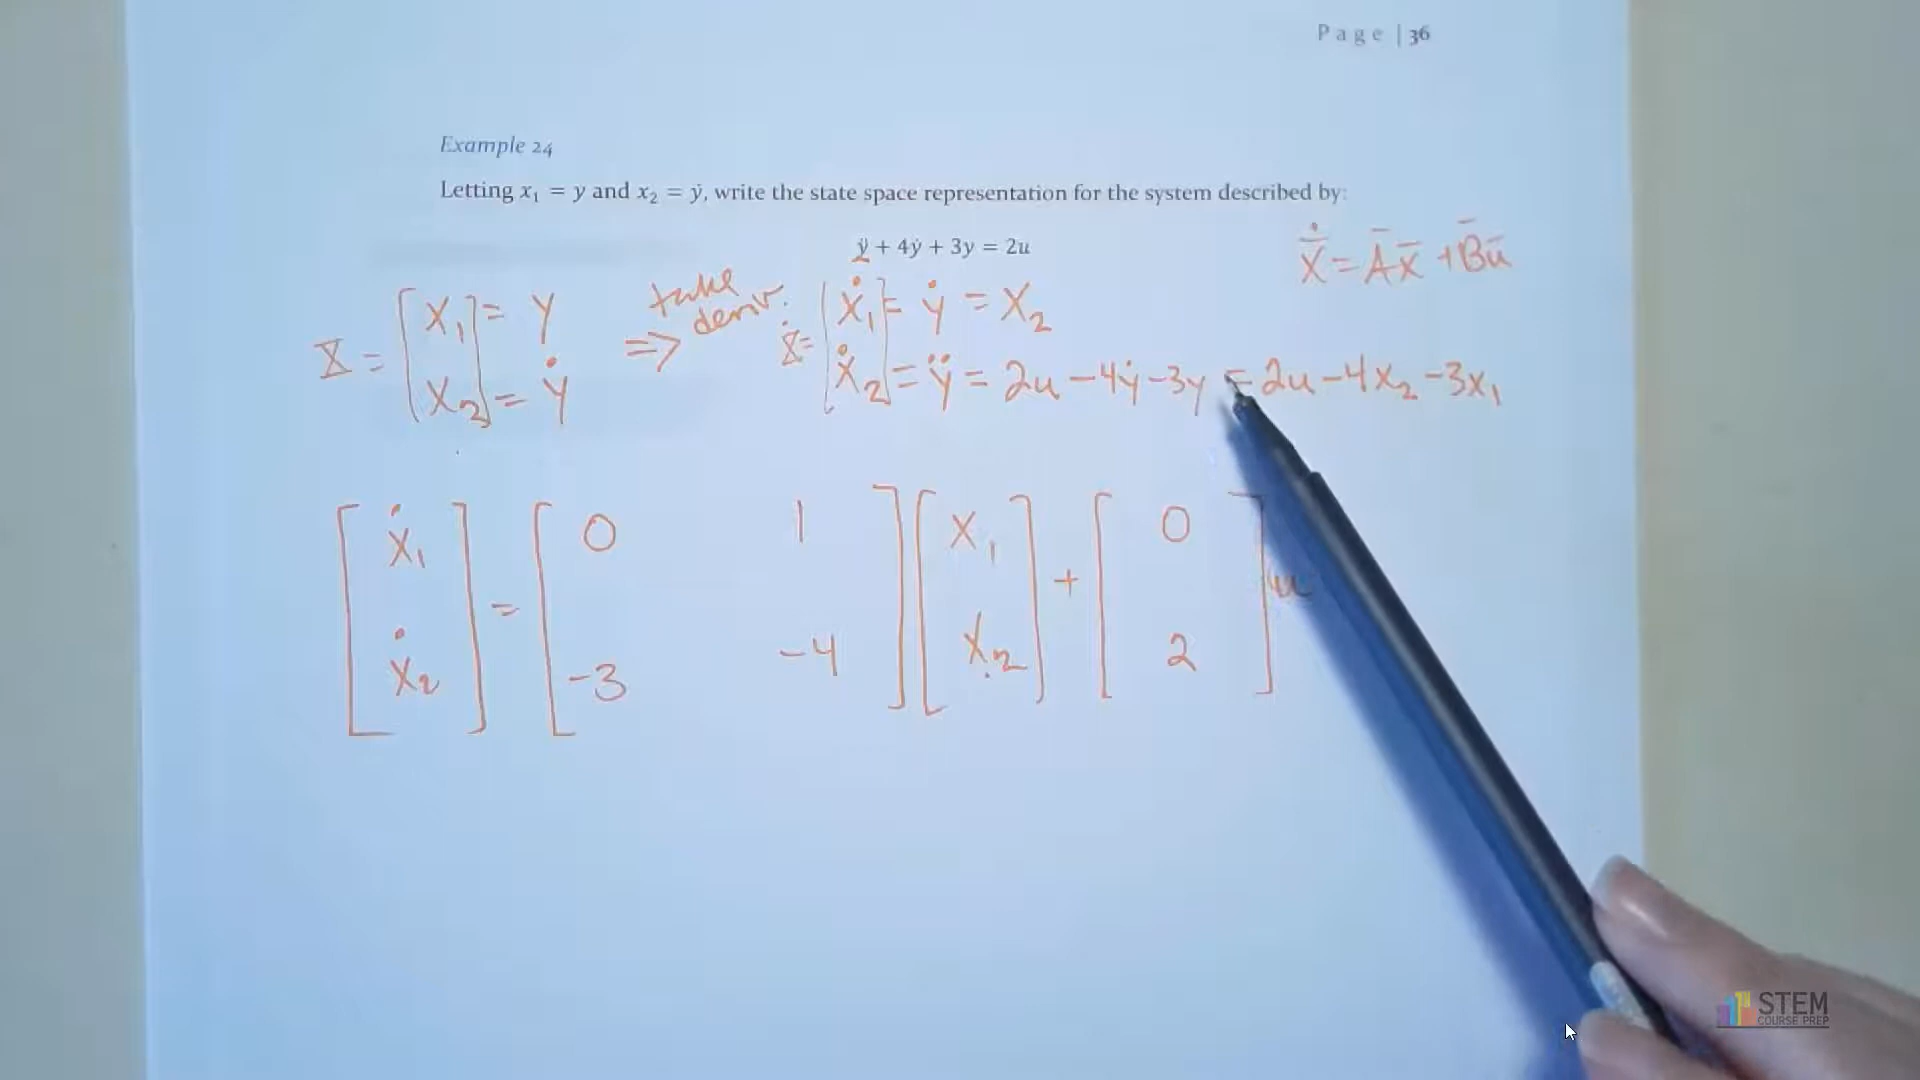 Page | 36
Example 24
Letting x₁ = y and x₂ = ẏ, write the state space representation for the system described by:
ÿ + 4ẏ + 3y = 2u
Ẋ̄ = ĀX̄ + B̄ū
X = [X₁ = Y
X₂] = Ẏ
take deriv. ⇒
Ẋ = [Ẋ₁] = Ẏ = X₂
[Ẋ₂] = Ÿ = 2u - 4ẏ - 3y = 2u - 4x₂ - 3x₁
[Ẋ₁ 0 1 X₁ 0
= + u
Ẋ₂] -3 -4 X₂ 2]
STEM
COURSE PREP